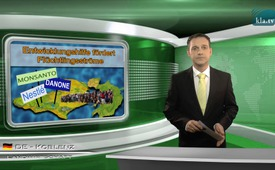 Entwicklungshilfe fördert
Flüchtlingsströme
MONSANTO
Nestlé
DANONE
kla.tv
DE - KOBLENZ